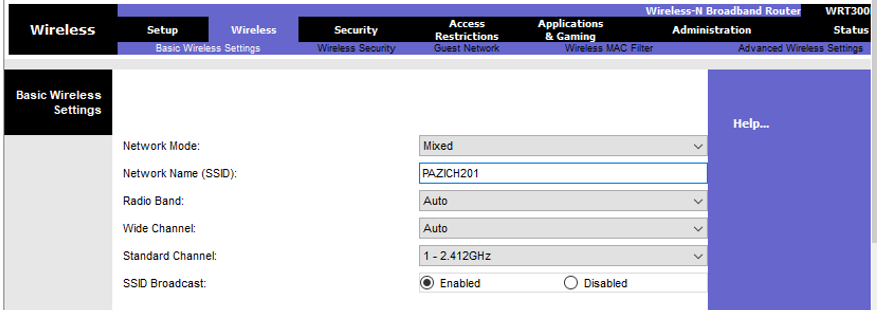 Wireless-N Broadband Router WRT300
Wireless
Setup Wireless Security Access Restrictions Applications & Gaming Administration Status
Basic Wireless Settings Wireless Security Guest Network Wireless MAC Filter Advanced Wireless Settings
Basic Wireless
Settings
Help...
Network Mode: Mixed
Network Name (SSID): PAZICH201
Radio Band: Auto
Wide Channel: Auto
Standard Channel: 1 - 2.412GHz
SSID Broadcast: Enabled Disabled